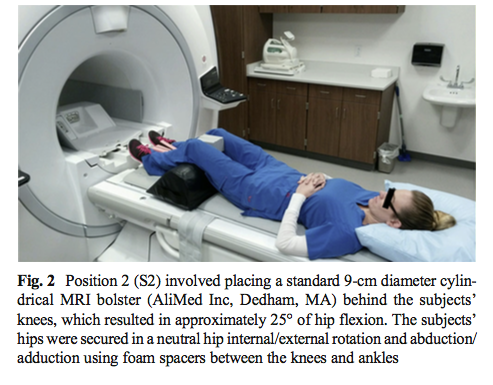 Fig. 2 Position 2 (S2) involved placing a standard 9-cm diameter cylin-
drical MRI bolster (AliMed Inc, Dedham, MA) behind the subjects'
knees, which resulted in approximately 25° of hip flexion. The subjects'
hips were secured in a neutral hip internal/external rotation and abduction/
adduction using foam spacers between the knees and ankles